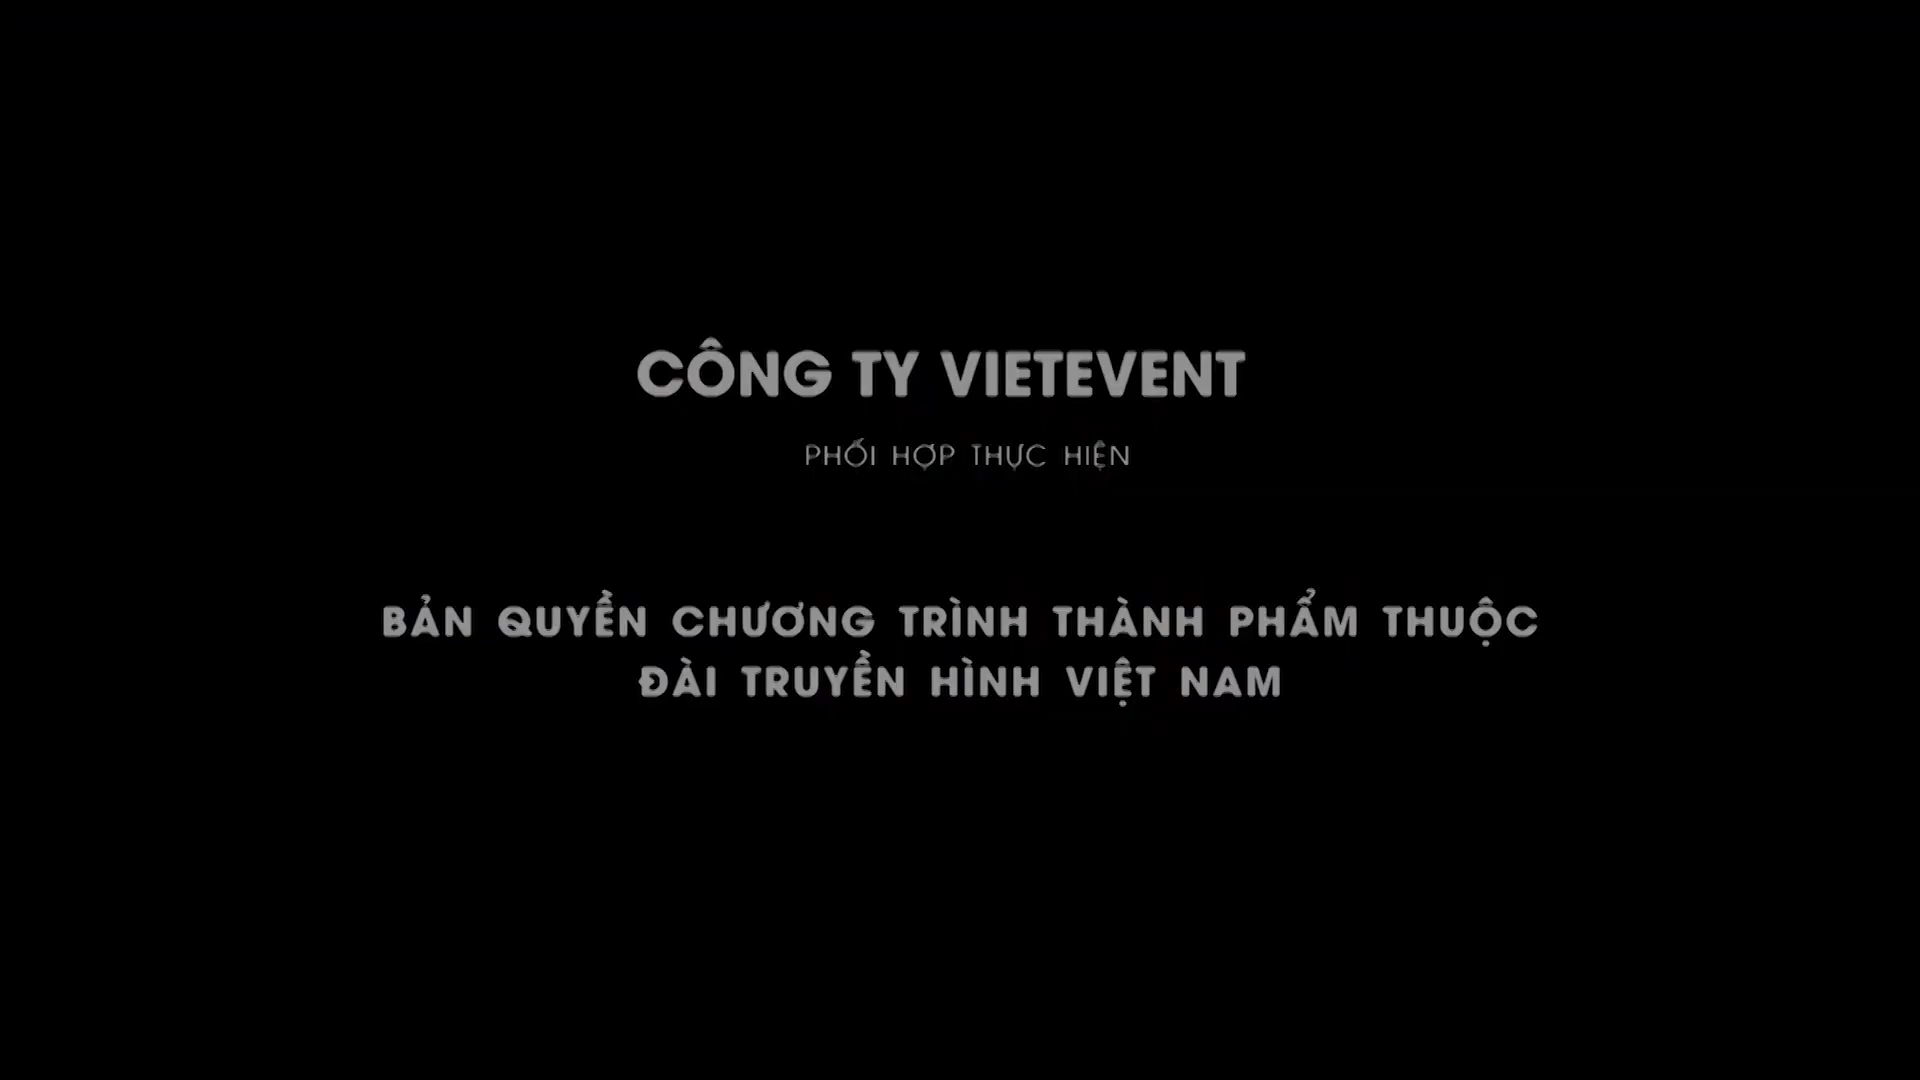 CÔNG TY VIETEVENT
PHỐI HỢP THỰC HIỆN
BẢN QUYỀN CHƯƠNG TRÌNH THÀNH PHẨM THUỘC
ĐÀI TRUYỀN HÌNH VIỆT NAM